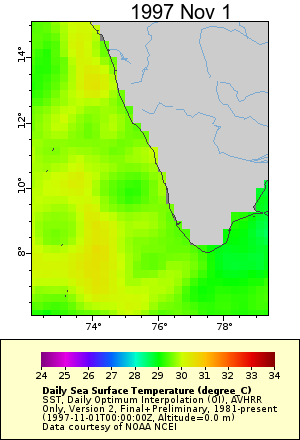 1997 Nov 1
14°
12°
10°
8°
74° 76° 78°
24 25 26 27 28 29 30 31 32 33 34
Daily Sea Surface Temperature (degree_C)
SST, Daily Optimum Interpolation (OI), AVHRR
Only, Version 2, Final+Preliminary, 1981-present
(1997-11-01T00:00:00Z, Altitude=0.0 m)
Data courtesy of NOAA NCEI